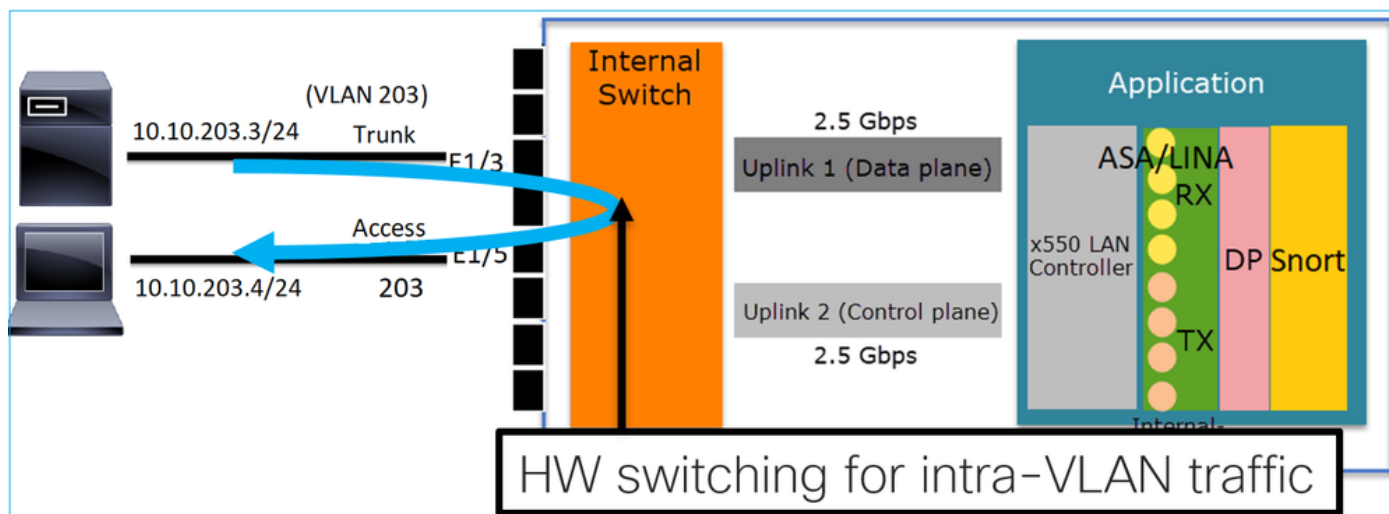 (VLAN 203)
10.10.203.3/24
Trunk
E1/3
Access
E1/5
10.10.203.4/24
203
Internal
Switch
2.5 Gbps
Uplink 1 (Data plane)
Uplink 2 (Control plane)
2.5 Gbps
Application
ASA/LINA
RX
x550 LAN
Controller
DP
Snort
TX
Internal-
HW switching for intra-VLAN traffic